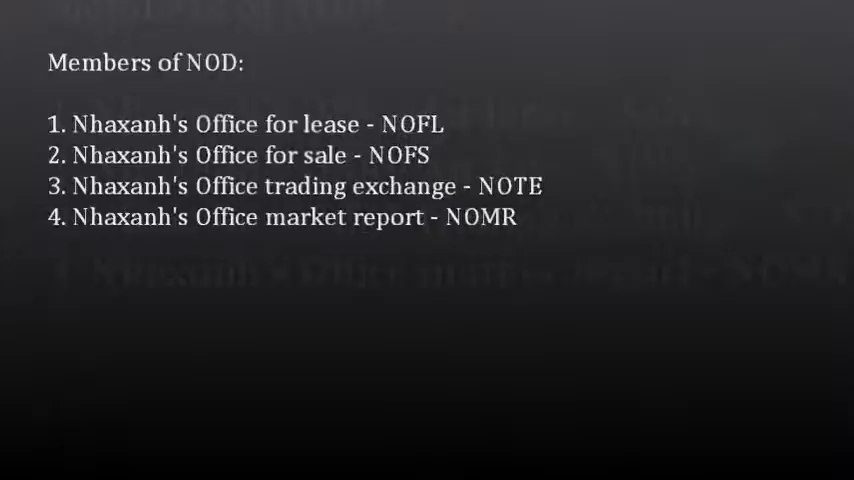 Members of NOD:
1. Nhaxanh's Office for lease - NOFL
2. Nhaxanh's Office for sale - NOFS
3. Nhaxanh's Office trading exchange - NOTE
4. Nhaxanh's Office market report - NOMR